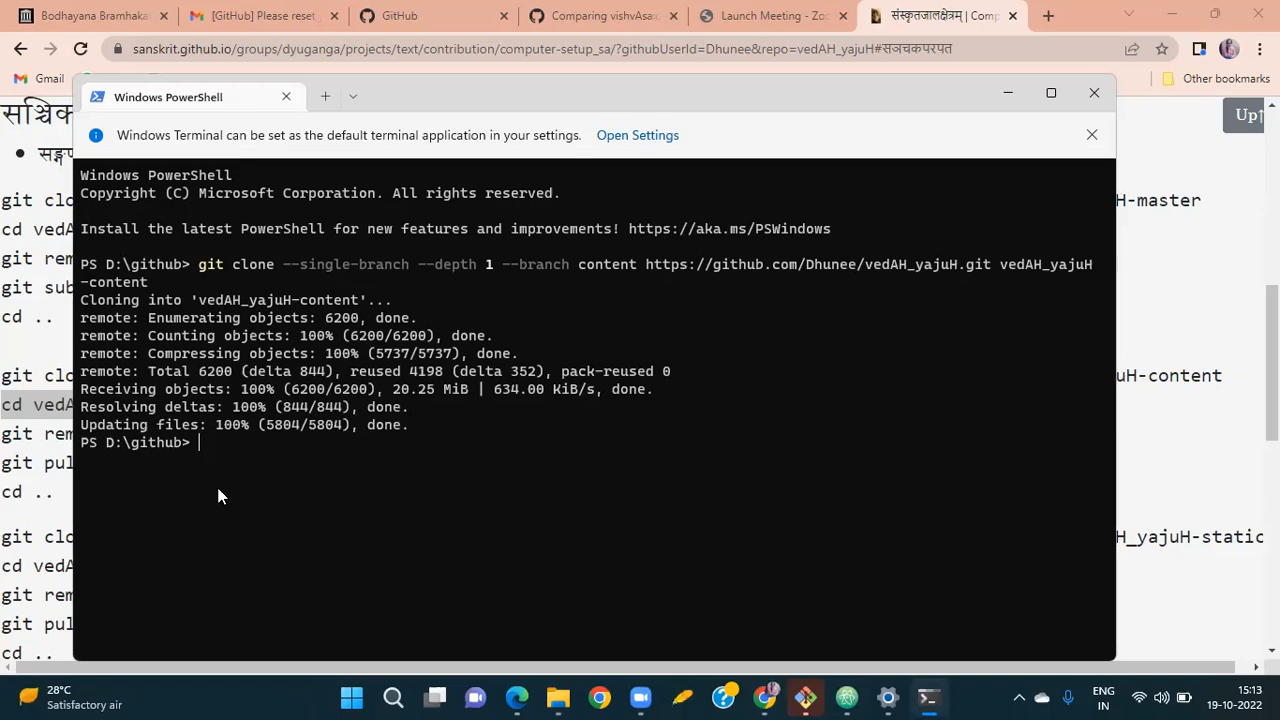 Bodhayana Bramhaka
[GitHub] Please reset
GitHub
Comparing vishvAsa:
Launch Meeting - Zoo
संस्कृतजालक्षेत्रम् | Comp
sanskrit.github.io/groups/dyuganga/projects/text/contribution/computer-setup_sa/?githubUserId=Dhunee&repo=vedAH_yajuH#सञ्चकपरपत
Gmail
Other bookmarks
Up↑
git clo
H-master
cd vedA
git rem
git sub
cd ..
git clo
uH-content
cd vedA
git rem
git pul
cd ..
git clo
H_yajuH-static
cd vedA
git rem
git pul
cd ..
Windows PowerShell
Windows Terminal can be set as the default terminal application in your settings. Open Settings
Windows PowerShell
Copyright (C) Microsoft Corporation. All rights reserved.
Install the latest PowerShell for new features and improvements! https://aka.ms/PSWindows
PS D:\github> git clone --single-branch --depth 1 --branch content https://github.com/Dhunee/vedAH_yajuH.git vedAH_yajuH
-content
Cloning into 'vedAH_yajuH-content'...
remote: Enumerating objects: 6200, done.
remote: Counting objects: 100% (6200/6200), done.
remote: Compressing objects: 100% (5737/5737), done.
remote: Total 6200 (delta 844), reused 4198 (delta 352), pack-reused 0
Receiving objects: 100% (6200/6200), 20.25 MiB | 634.00 KiB/s, done.
Resolving deltas: 100% (844/844), done.
Updating files: 100% (5804/5804), done.
PS D:\github>
28°C
Satisfactory air
ENG
IN
15:13
19-10-2022